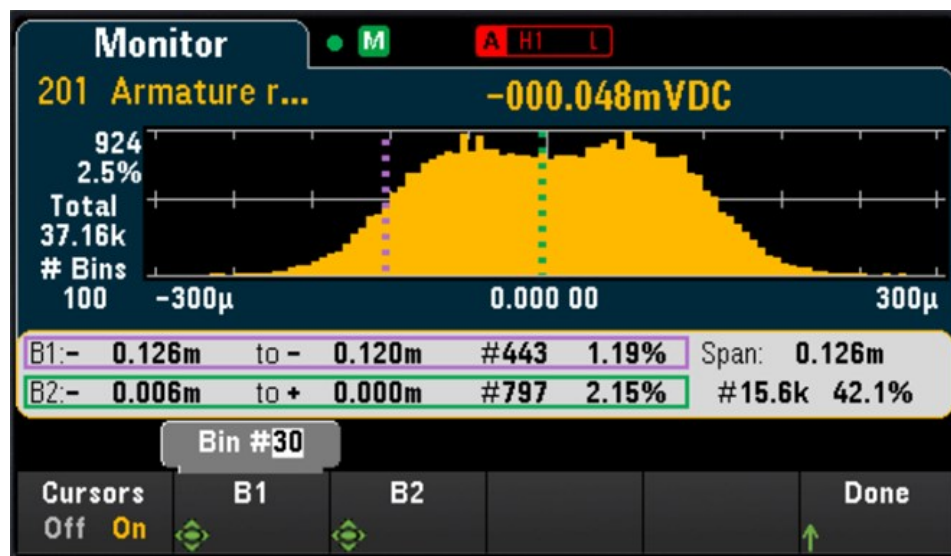 Monitor M A H1 L
201 Armature r... -000.048mVDC
924
2.5%
Total
37.16k
# Bins
100 -300µ 0.000 00 300µ
B1:- 0.126m to - 0.120m #443 1.19% Span: 0.126m
B2:- 0.006m to + 0.000m #797 2.15% #15.6k 42.1%
Bin #30
Cursors B1 B2 Done
Off On